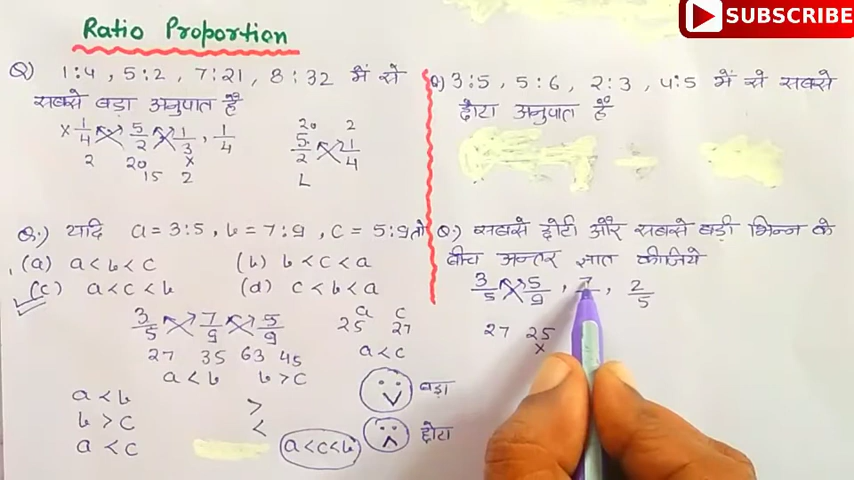 SUBSCRIBE
Ratio Proportion
Q) 1:4, 5:2, 7:21, 8:32 में से
सबसे बड़ा अनुपात है
× 1/4 5/2 1/3, 1/4
2 20 ×
15 2
20 2
5/2 21/4
L
Q) 3:5, 5:6, 2:3, 4:5 में से सबसे
छोटा अनुपात है
Q:) यदि a = 3:5, b = 7:9, c = 5:9 तो
(a) a < b < c (b) b < c < a
(c) a < c < b (d) c < b < a
3/5 7/9 5/9
27 35 63 45
a < b b > c
a c
25 27
a < c
a < b
b > c
a < c
>
<
a<c<b
बड़ा
छोटा
Q:) सबसे छोटी और सबसे बड़ी भिन्न के
बीच अन्तर ज्ञात कीजिये
3/5 5/9, 7, 2/5
27 25
×